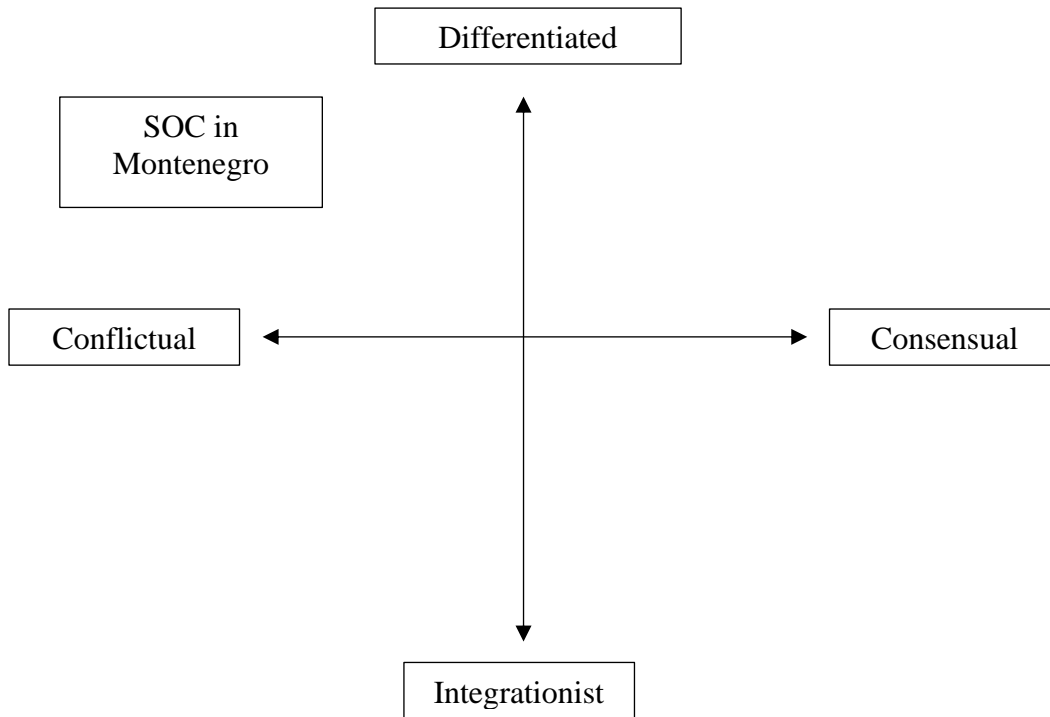 Differentiated
SOC in
Montenegro
Conflictual
Consensual
Integrationist